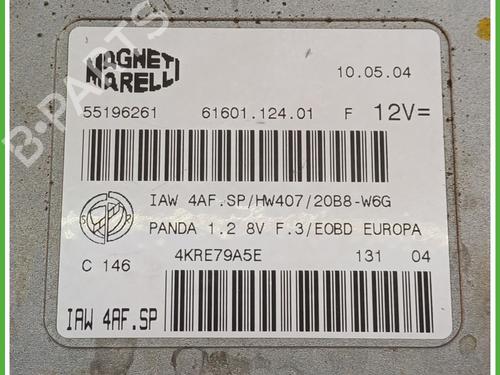 MAGNETI
MARELLI
10.05.04
55196261 61601.124.01 F 12V=
IAW 4AF.SP/HW407/20B8-W6G
PANDA 1.2 8V F.3/EOBD EUROPA
C 146 4KRE79A5E 131 04
IAW 4AF.SP
B-PARTS